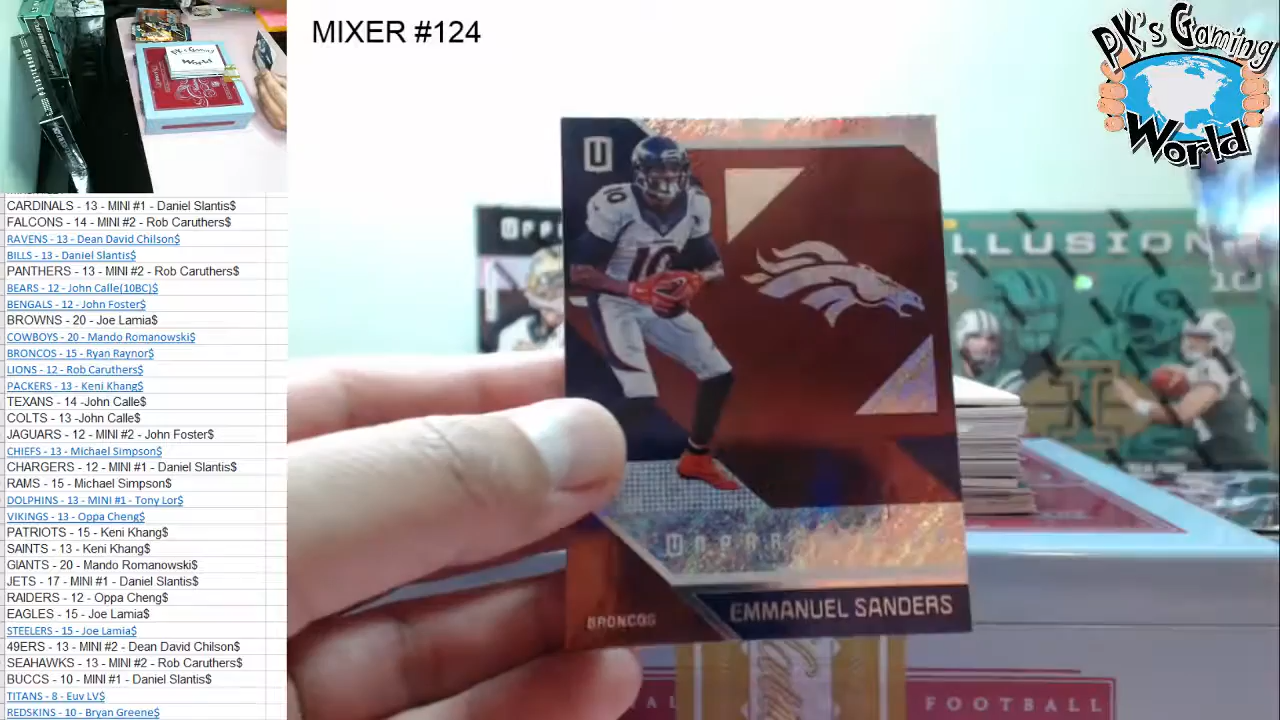 MIXER #124
PK's Gaming
World
PK's Gaming
World
CARDINALS - 13 - MINI #1 - Daniel Slantis$
FALCONS - 14 - MINI #2 - Rob Caruthers$
RAVENS - 13 - Dean David Chilson$
BILLS - 13 - Daniel Slantis$
PANTHERS - 13 - MINI #2 - Rob Caruthers$
BEARS - 12 - John Calle(10BC)$
BENGALS - 12 - John Foster$
BROWNS - 20 - Joe Lamia$
COWBOYS - 20 - Mando Romanowski$
BRONCOS - 15 - Ryan Raynor$
LIONS - 12 - Rob Caruthers$
PACKERS - 13 - Keni Khang$
TEXANS - 14 - John Calle$
COLTS - 13 -John Calle$
JAGUARS - 12 - MINI #2 - John Foster$
CHIEFS - 13 - Michael Simpson$
CHARGERS - 12 - MINI #1 - Daniel Slantis$
RAMS - 15 - Michael Simpson$
DOLPHINS - 13 - MINI #1 - Tony Lor$
VIKINGS - 13 - Oppa Cheng$
PATRIOTS - 15 - Keni Khang$
SAINTS - 13 - Keni Khang$
GIANTS - 20 - Mando Romanowski$
JETS - 17 - MINI #1 - Daniel Slantis$
RAIDERS - 12 - Oppa Cheng$
EAGLES - 15 - Joe Lamia$
STEELERS - 15 - Joe Lamia$
49ERS - 13 - MINI #2 - Dean David Chilson$
SEAHAWKS - 13 - MINI #2 - Rob Caruthers$
BUCCS - 10 - MINI #1 - Daniel Slantis$
TITANS - 8 - Euv LV$
REDSKINS - 10 - Bryan Greene$
U
10
10
BRONCOS
EMMANUEL SANDERS
LLUSION
10
FOOTBALL